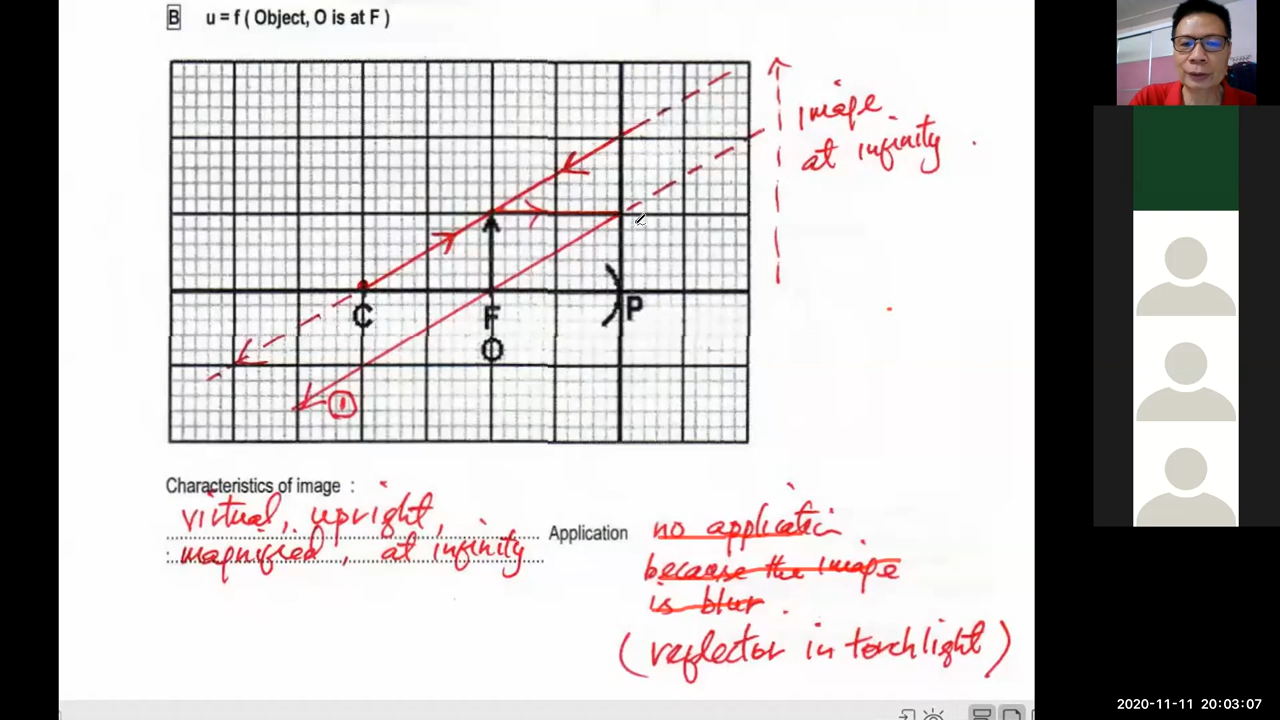 B u = f ( Object, O is at F )
image
at infinity
C
F
P
O
1
Characteristics of image :
virtual, upright,
magnified, at infinity
Application
no application
because the image
is blur.
(reflector in torchlight)
2020-11-11 20:03:07